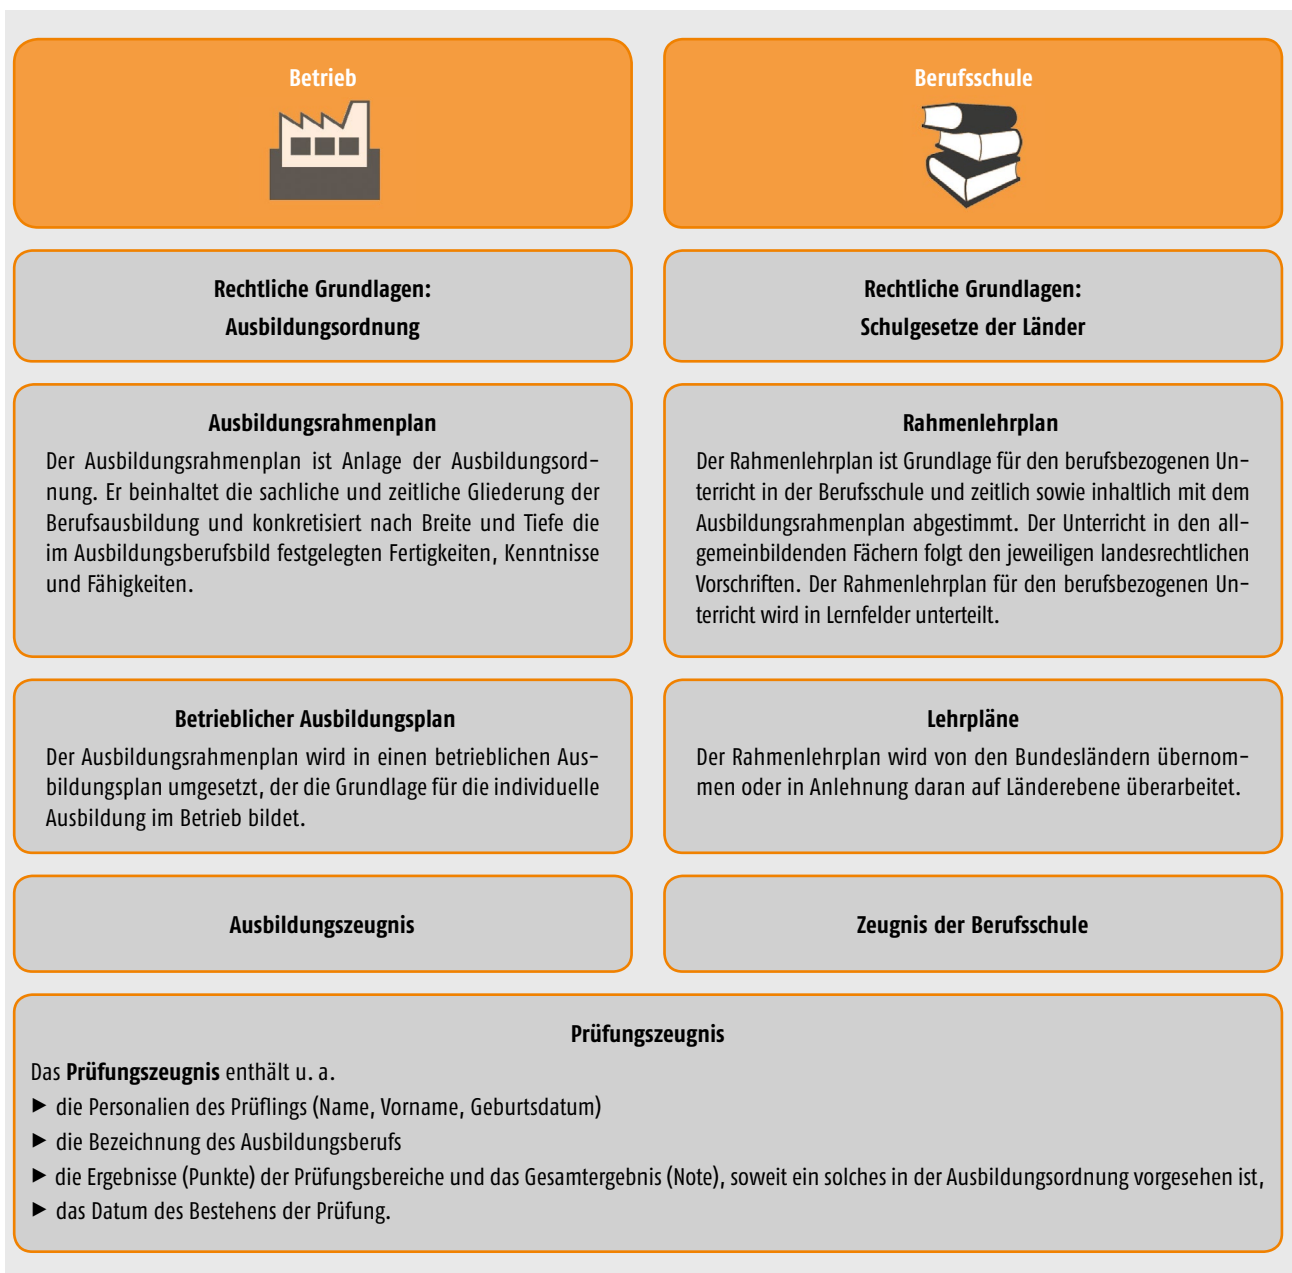 Betrieb
Berufsschule
Rechtliche Grundlagen:
Ausbildungsordnung
Rechtliche Grundlagen:
Schulgesetze der Länder
Ausbildungsrahmenplan
Der Ausbildungsrahmenplan ist Anlage der Ausbildungsord-
nung. Er beinhaltet die sachliche und zeitliche Gliederung der
Berufsausbildung und konkretisiert nach Breite und Tiefe die
im Ausbildungsberufsbild festgelegten Fertigkeiten, Kenntnisse
und Fähigkeiten.
Rahmenlehrplan
Der Rahmenlehrplan ist Grundlage für den berufsbezogenen Un-
terricht in der Berufsschule und zeitlich sowie inhaltlich mit dem
Ausbildungsrahmenplan abgestimmt. Der Unterricht in den all-
gemeinbildenden Fächern folgt den jeweiligen landesrechtlichen
Vorschriften. Der Rahmenlehrplan für den berufsbezogenen Un-
terricht wird in Lernfelder unterteilt.
Betrieblicher Ausbildungsplan
Der Ausbildungsrahmenplan wird in einen betrieblichen Aus-
bildungsplan umgesetzt, der die Grundlage für die individuelle
Ausbildung im Betrieb bildet.
Lehrpläne
Der Rahmenlehrplan wird von den Bundesländern übernom-
men oder in Anlehnung daran auf Länderebene überarbeitet.
Ausbildungszeugnis
Zeugnis der Berufsschule
Prüfungszeugnis
Das Prüfungszeugnis enthält u. a.
► die Personalien des Prüflings (Name, Vorname, Geburtsdatum)
► die Bezeichnung des Ausbildungsberufs
► die Ergebnisse (Punkte) der Prüfungsbereiche und das Gesamtergebnis (Note), soweit ein solches in der Ausbildungsordnung vorgesehen ist,
► das Datum des Bestehens der Prüfung.